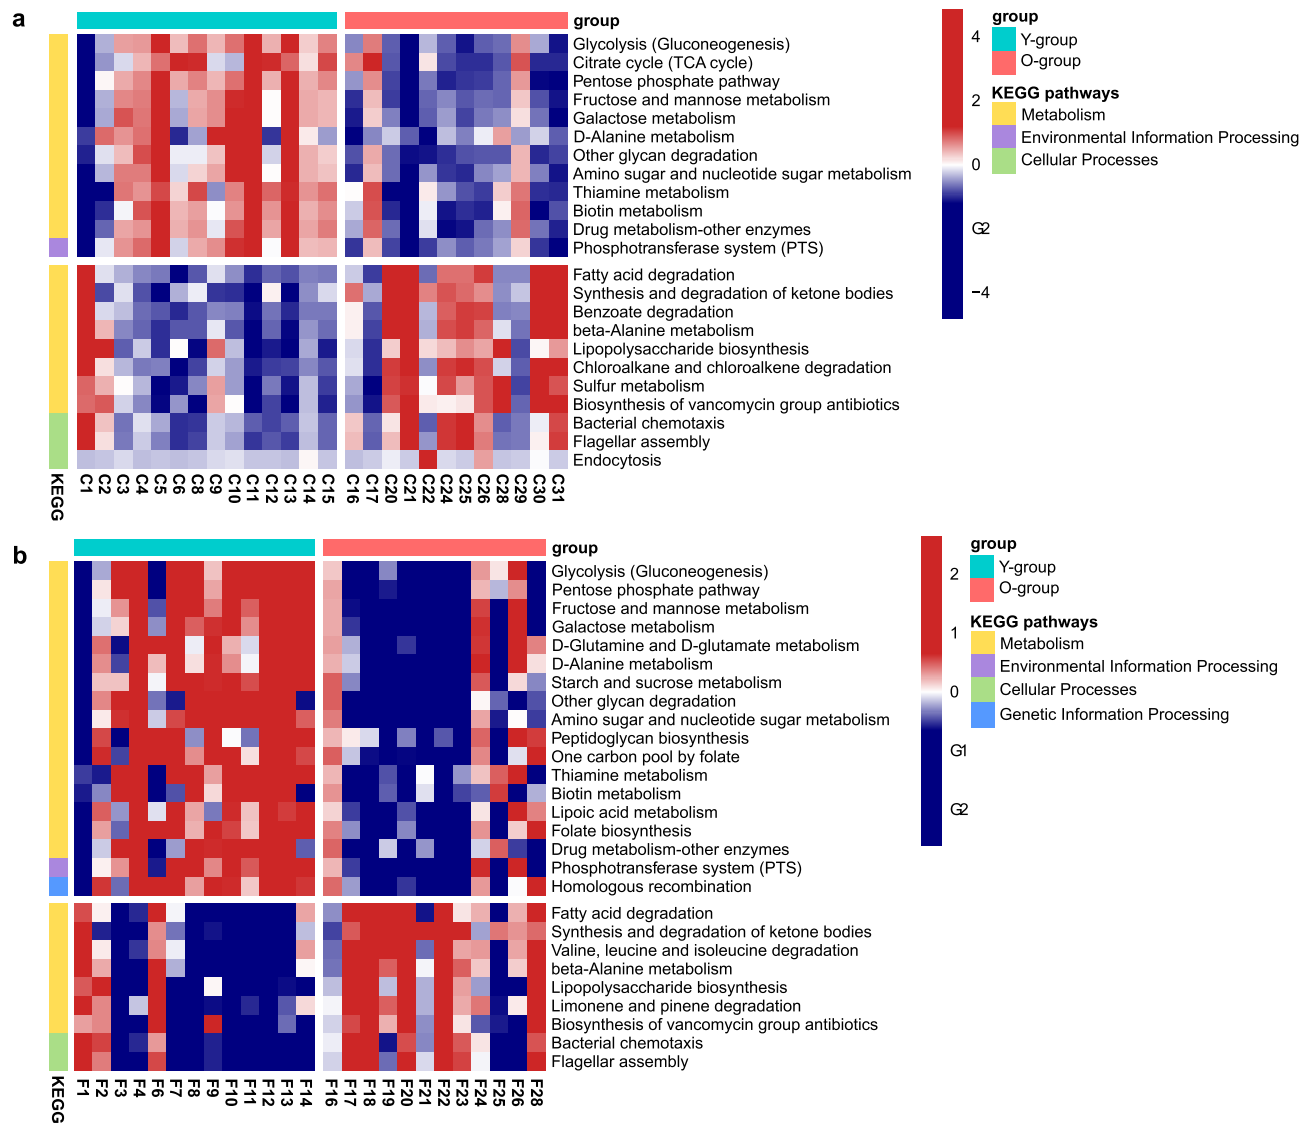 a
group
Glycolysis (Gluconeogenesis)
Citrate cycle (TCA cycle)
Pentose phosphate pathway
Fructose and mannose metabolism
Galactose metabolism
D-Alanine metabolism
Other glycan degradation
Amino sugar and nucleotide sugar metabolism
Thiamine metabolism
Biotin metabolism
Drug metabolism-other enzymes
Phosphotransferase system (PTS)
Fatty acid degradation
Synthesis and degradation of ketone bodies
Benzoate degradation
beta-Alanine metabolism
Lipopolysaccharide biosynthesis
Chloroalkane and chloroalkene degradation
Sulfur metabolism
Biosynthesis of vancomycin group antibiotics
Bacterial chemotaxis
Flagellar assembly
Endocytosis
KEGG C1 C2 C3 C4 C5 C6 C8 C9 C10 C11 C12 C13 C14 C15 C16 C17 C20 C21 C22 C24 C25 C26 C28 C29 C30 C31
4
2
0
G2
−4
group
Y-group
O-group
KEGG pathways
Metabolism
Environmental Information Processing
Cellular Processes
b
group
Glycolysis (Gluconeogenesis)
Pentose phosphate pathway
Fructose and mannose metabolism
Galactose metabolism
D-Glutamine and D-glutamate metabolism
D-Alanine metabolism
Starch and sucrose metabolism
Other glycan degradation
Amino sugar and nucleotide sugar metabolism
Peptidoglycan biosynthesis
One carbon pool by folate
Thiamine metabolism
Biotin metabolism
Lipoic acid metabolism
Folate biosynthesis
Drug metabolism-other enzymes
Phosphotransferase system (PTS)
Homologous recombination
Fatty acid degradation
Synthesis and degradation of ketone bodies
Valine, leucine and isoleucine degradation
beta-Alanine metabolism
Lipopolysaccharide biosynthesis
Limonene and pinene degradation
Biosynthesis of vancomycin group antibiotics
Bacterial chemotaxis
Flagellar assembly
KEGG F1 F2 F3 F4 F6 F7 F8 F9 F10 F11 F12 F13 F14 F16 F17 F18 F19 F20 F21 F22 F23 F24 F25 F26 F28
2
1
0
G1
G2
group
Y-group
O-group
KEGG pathways
Metabolism
Environmental Information Processing
Cellular Processes
Genetic Information Processing